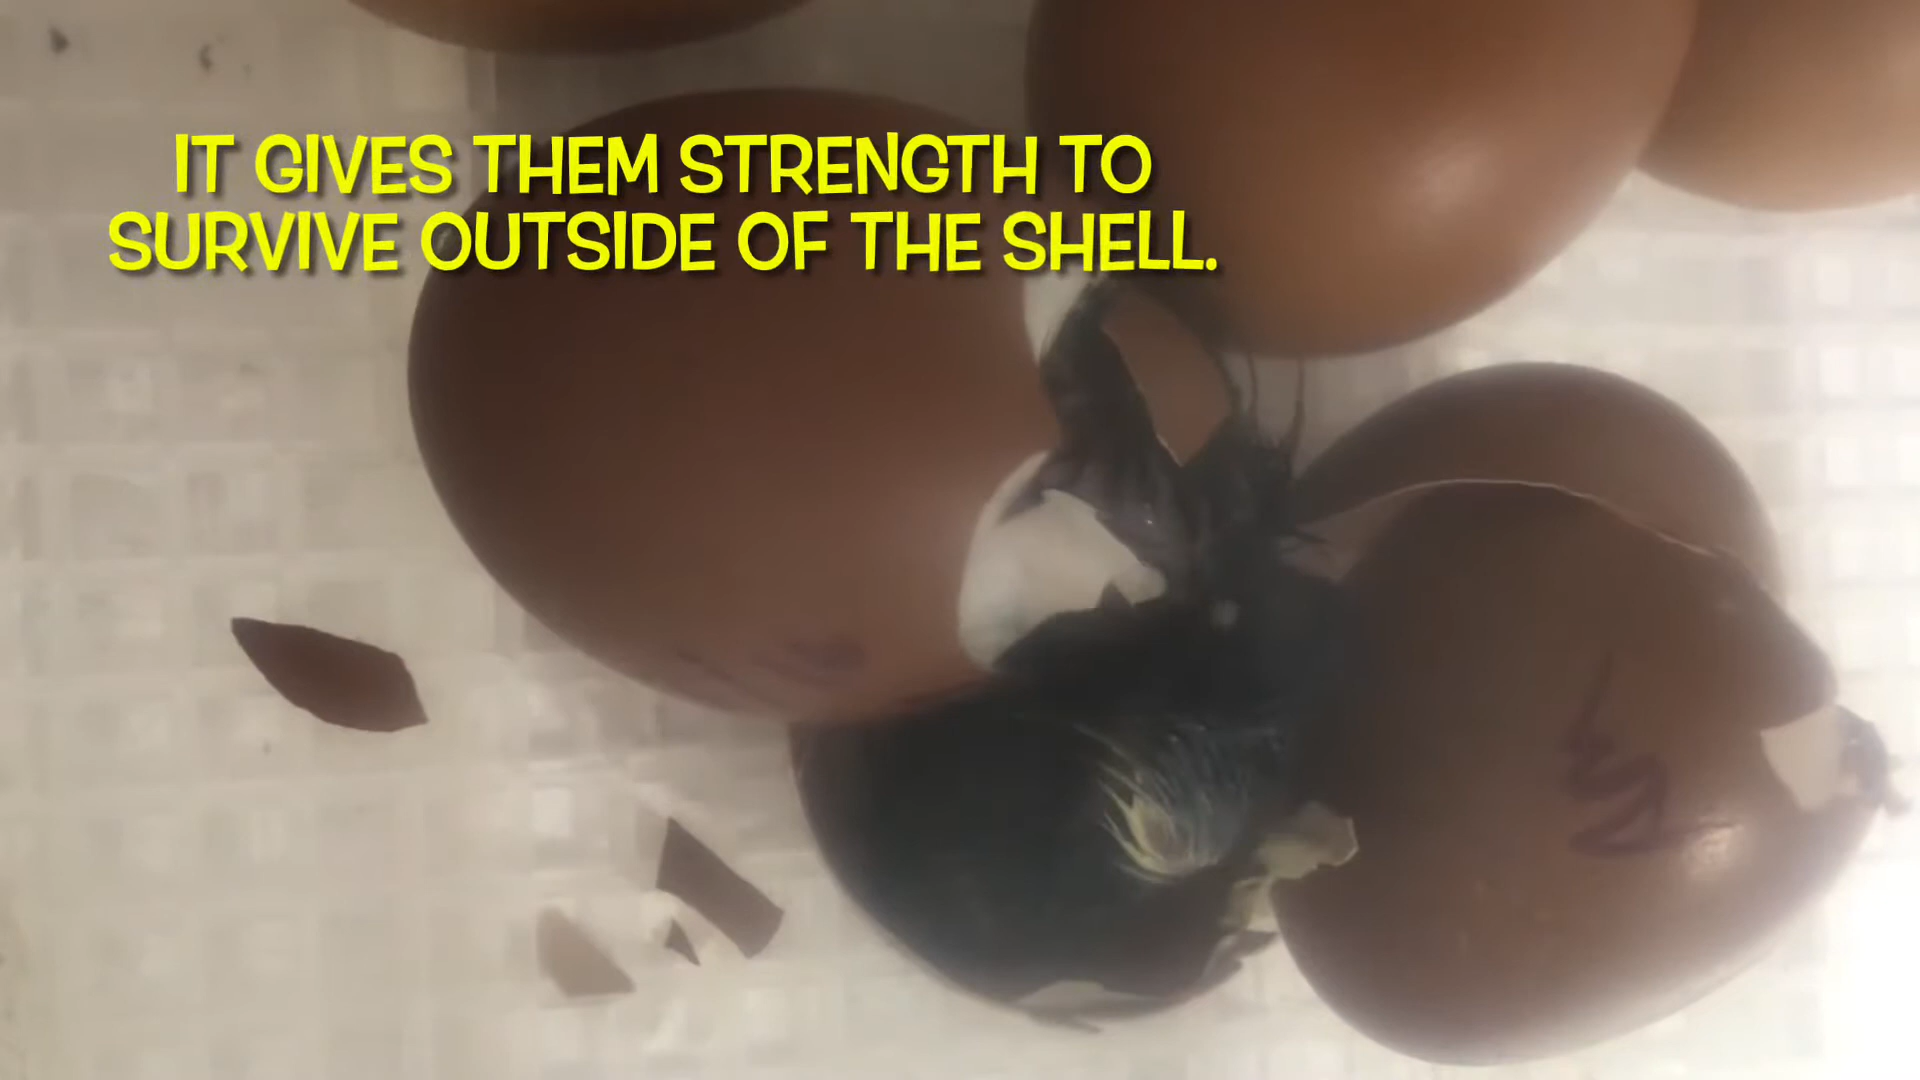 IT GIVES THEM STRENGTH TO
SURVIVE OUTSIDE OF THE SHELL.